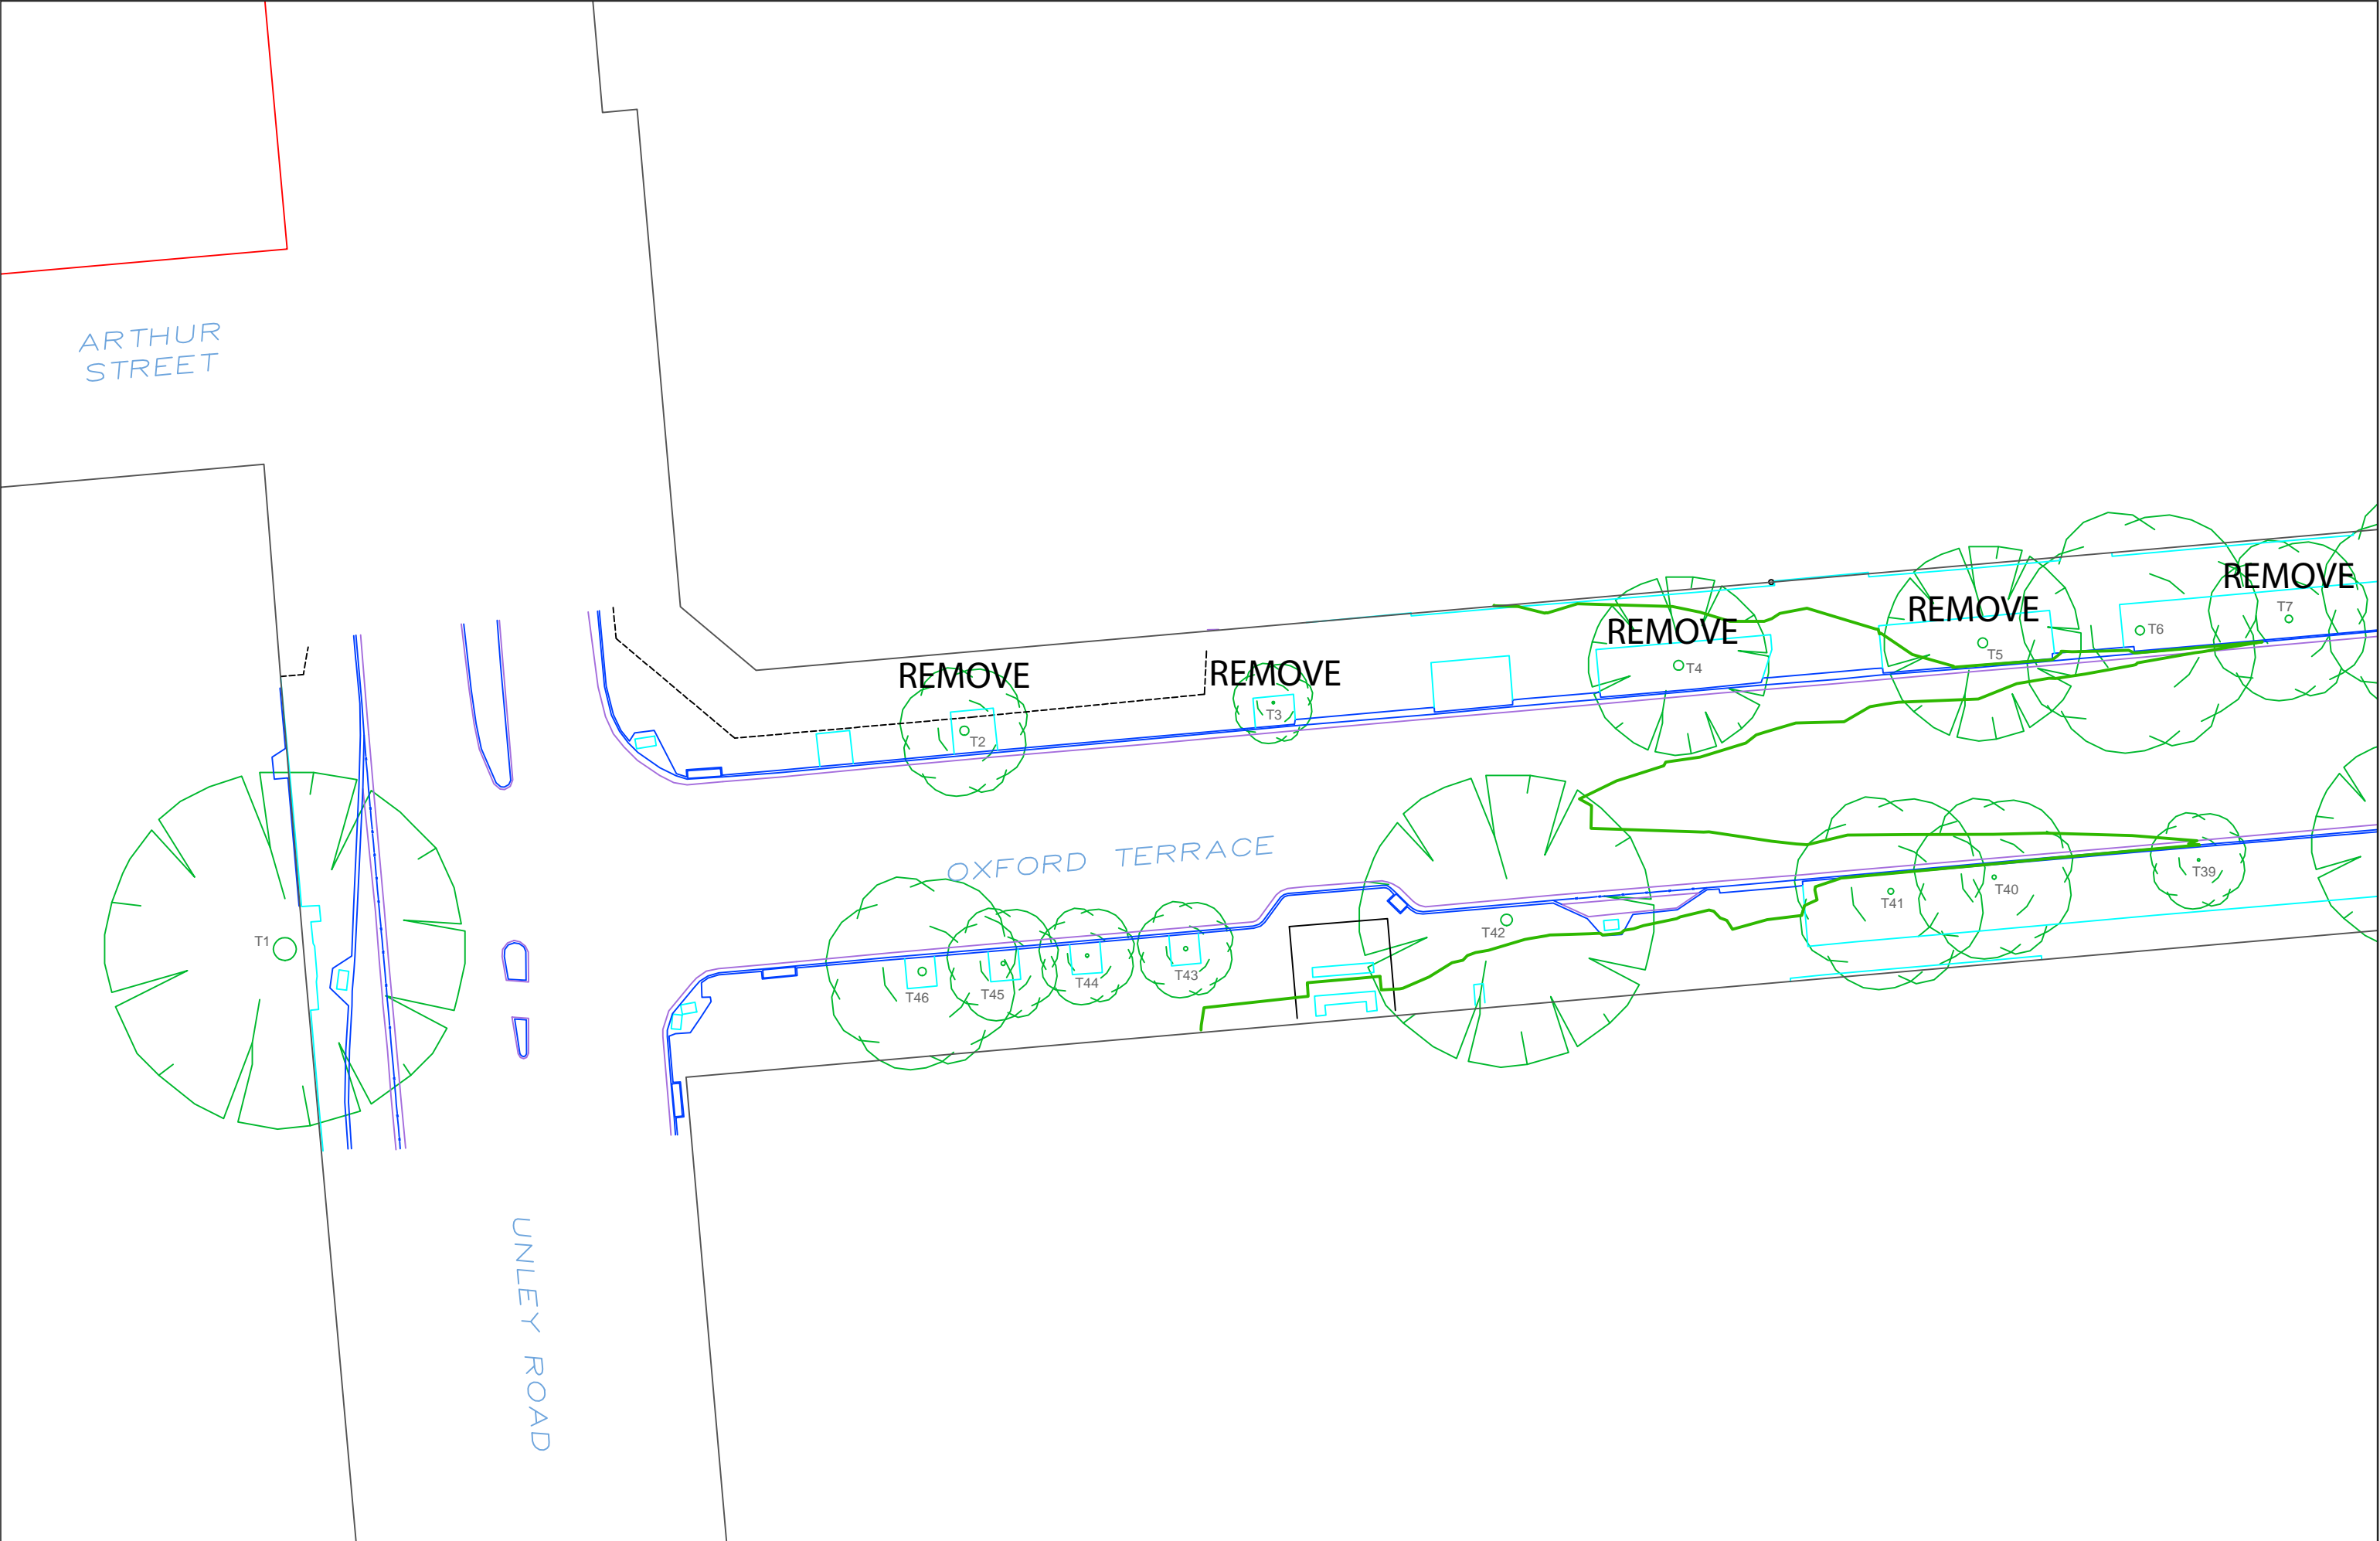 ARTHUR
STREET
REMOVE
REMOVE
REMOVE
REMOVE
REMOVE
T7
T6
T5
T4
T3
T2
OXFORD TERRACE
T1
T46
T45
T44
T43
T42
T41
T40
T39
UNLEY ROAD